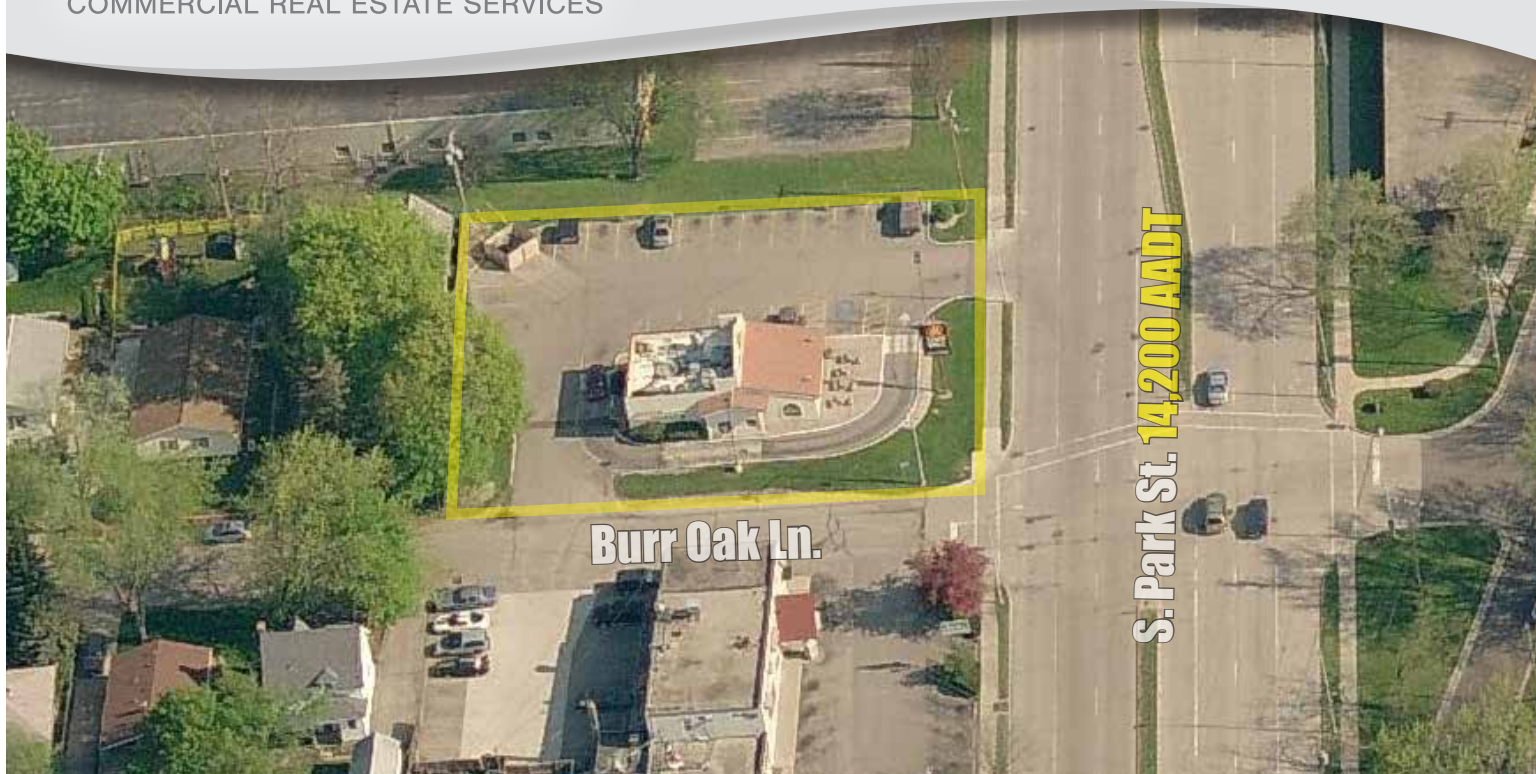 COMMERCIAL REAL ESTATE SERVICES
S. Park St. 14,200 AADT
Burr Oak Ln.